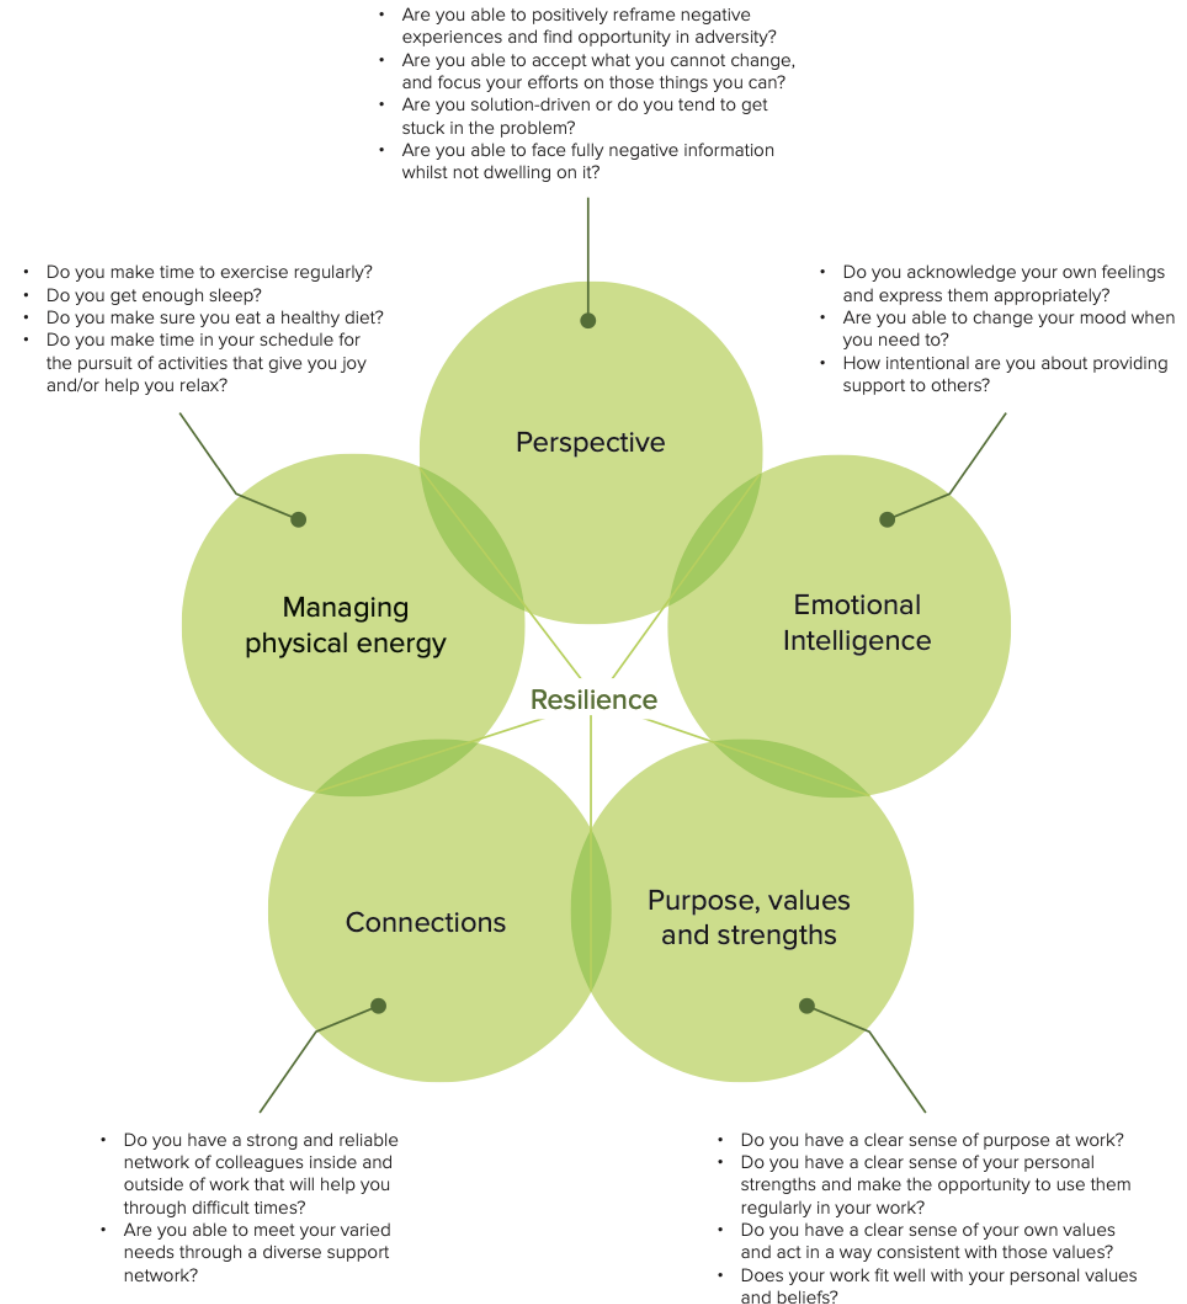 • Are you able to positively reframe negative
experiences and find opportunity in adversity?
• Are you able to accept what you cannot change,
and focus your efforts on those things you can?
• Are you solution-driven or do you tend to get
stuck in the problem?
• Are you able to face fully negative information
whilst not dwelling on it?
• Do you make time to exercise regularly?
• Do you get enough sleep?
• Do you make sure you eat a healthy diet?
• Do you make time in your schedule for
the pursuit of activities that give you joy
and/or help you relax?
• Do you acknowledge your own feelings
and express them appropriately?
• Are you able to change your mood when
you need to?
• How intentional are you about providing
support to others?
Perspective
Managing
physical energy
Emotional
Intelligence
Resilience
Connections
Purpose, values
and strengths
• Do you have a strong and reliable
network of colleagues inside and
outside of work that will help you
through difficult times?
• Are you able to meet your varied
needs through a diverse support
network?
• Do you have a clear sense of purpose at work?
• Do you have a clear sense of your personal
strengths and make the opportunity to use them
regularly in your work?
• Do you have a clear sense of your own values
and act in a way consistent with those values?
• Does your work fit well with your personal values
and beliefs?